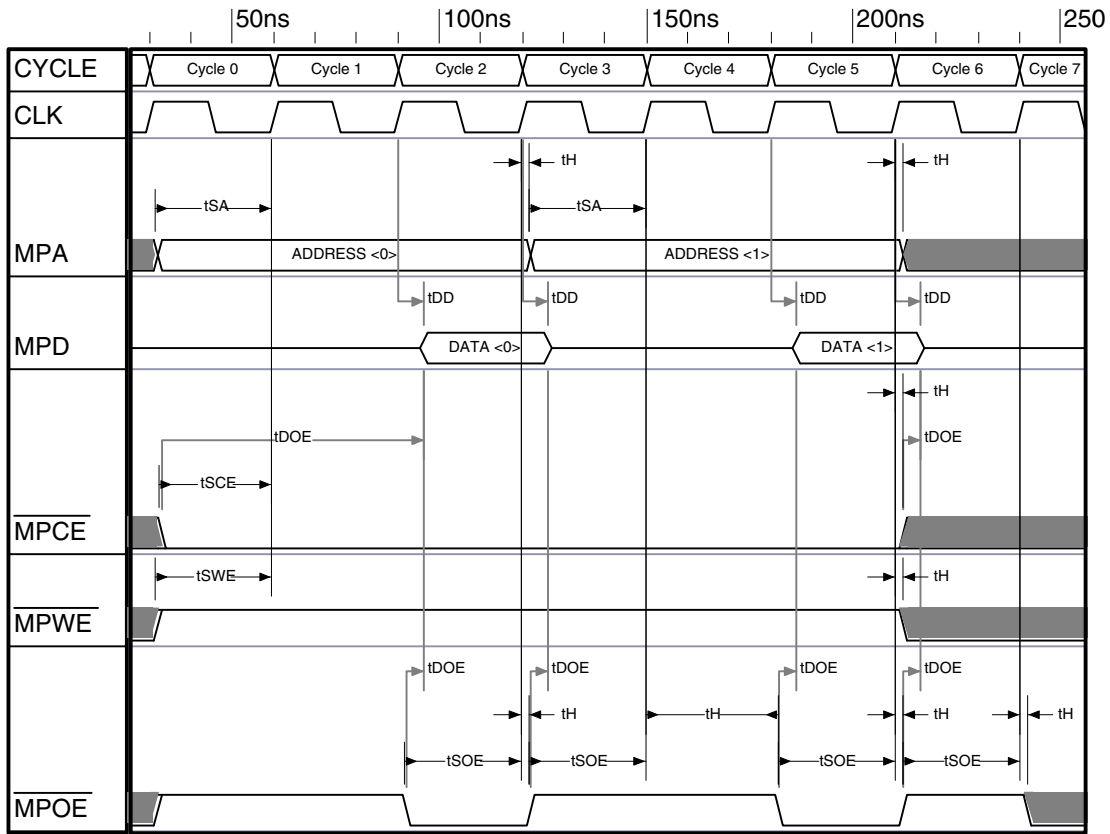 50ns 100ns 150ns 200ns 250
CYCLE Cycle 0 Cycle 1 Cycle 2 Cycle 3 Cycle 4 Cycle 5 Cycle 6 Cycle 7
CLK
tH tH
tSA tSA
MPA ADDRESS <0> ADDRESS <1>
tDD tDD tDD tDD
MPD DATA <0> DATA <1>
tH
tDOE tDOE
tSCE
MPCE
tSWE tH
MPWE
tDOE tDOE tDOE tDOE
tH tH tH tH
tSOE tSOE tSOE tSOE
MPOE